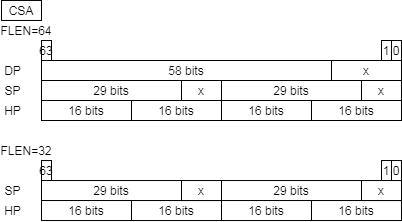 CSA
FLEN=64
63 1 0
DP 58 bits x
SP 29 bits x 29 bits x
HP 16 bits 16 bits 16 bits 16 bits
FLEN=32
63 1 0
SP 29 bits x 29 bits x
HP 16 bits 16 bits 16 bits 16 bits